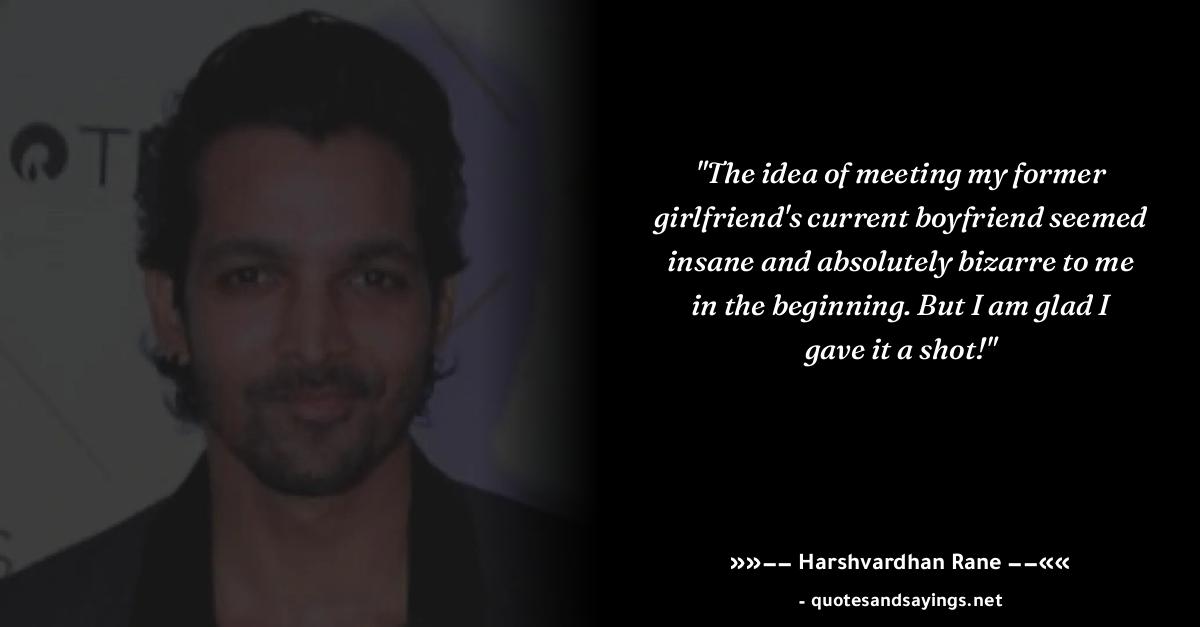 T
"The idea of meeting my former
girlfriend's current boyfriend seemed
insane and absolutely bizarre to me
in the beginning. But I am glad I
gave it a shot!"
S
»»–– Harshvardhan Rane ––««
- quotesandsayings.net